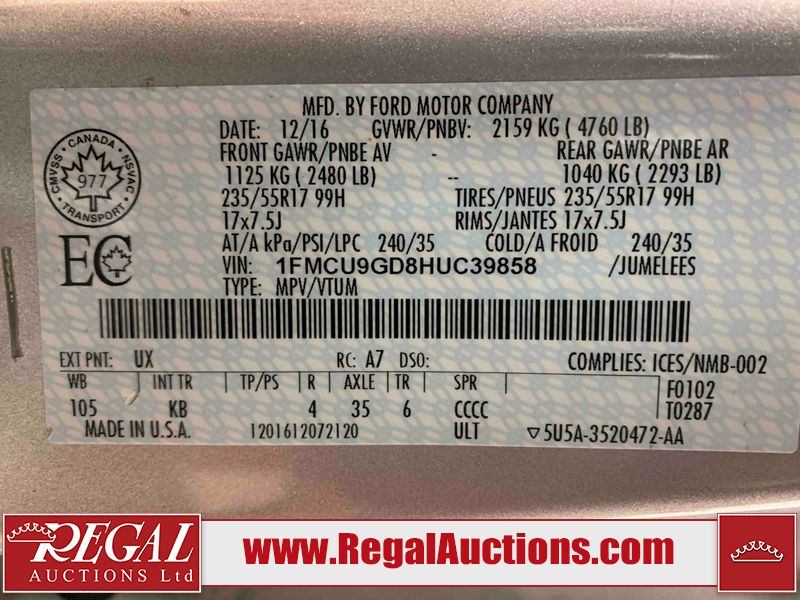 MFD. BY FORD MOTOR COMPANY
DATE: 12/16 GVWR/PNBV: 2159 KG ( 4760 LB)
FRONT GAWR/PNBE AV - REAR GAWR/PNBE AR
1125 KG ( 2480 LB) -- 1040 KG ( 2293 LB)
235/55R17 99H TIRES/PNEUS 235/55R17 99H
17x7.5J RIMS/JANTES 17x7.5J
AT/A kPa/PSI/LPC 240/35 COLD/A FROID 240/35
VIN: 1FMCU9GD8HUC39858 /JUMELEES
TYPE: MPV/VTUM
CANADA
CMVSS NSVAC
977
TRANSPORT
EC
EXT PNT: UX RC: A7 DSO: COMPLIES: ICES/NMB-002
WB INT TR TP/PS R AXLE TR SPR F0102
105 KB 4 35 6 CCCC T0287
MADE IN U.S.A. 1201612072120 ULT ▽5U5A-3520472-AA
REGAL
AUCTIONS Ltd
www.RegalAuctions.com